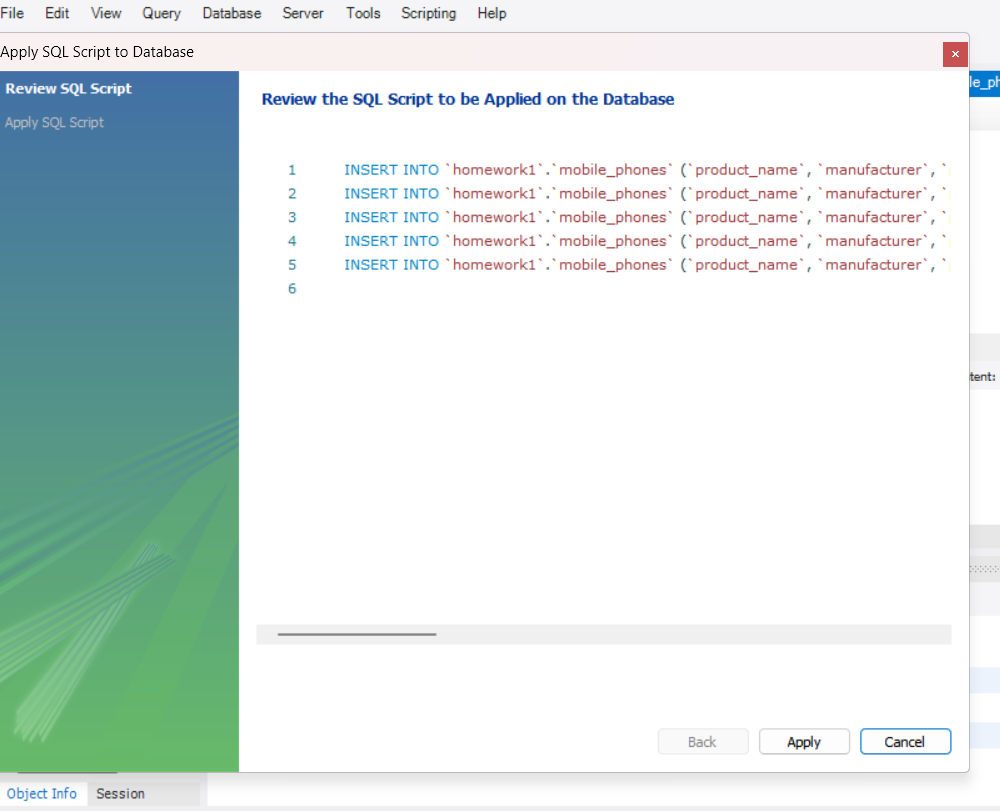 File Edit View Query Database Server Tools Scripting Help
Apply SQL Script to Database
Review SQL Script
Apply SQL Script
Review the SQL Script to be Applied on the Database
1 INSERT INTO `homework1`.`mobile_phones` (`product_name`, `manufacturer`, `
2 INSERT INTO `homework1`.`mobile_phones` (`product_name`, `manufacturer`, `
3 INSERT INTO `homework1`.`mobile_phones` (`product_name`, `manufacturer`, `
4 INSERT INTO `homework1`.`mobile_phones` (`product_name`, `manufacturer`, `
5 INSERT INTO `homework1`.`mobile_phones` (`product_name`, `manufacturer`, `
6
le_ph
tent:
Back Apply Cancel
Object Info Session